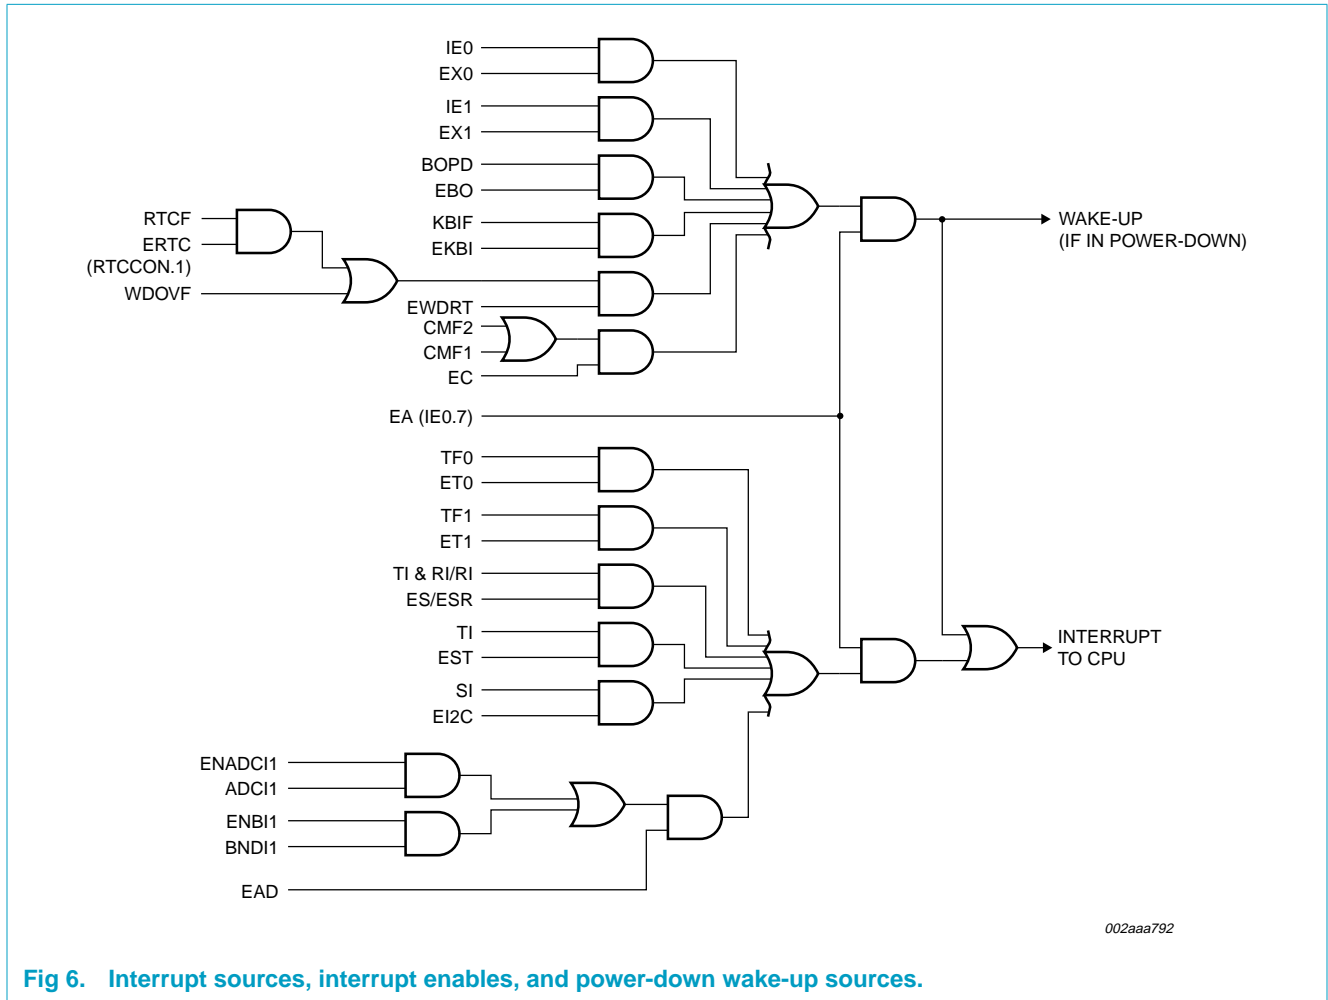 IE0
EX0
IE1
EX1
BOPD
EBO
RTCF
KBIF
ERTC
EKBI
(RTCCON.1)
WDOVF
EWDRT
CMF2
CMF1
EC
WAKE-UP
(IF IN POWER-DOWN)
EA (IE0.7)
TF0
ET0
TF1
ET1
TI & RI/RI
ES/ESR
TI
EST
SI
EI2C
INTERRUPT
TO CPU
ENADCI1
ADCI1
ENBI1
BNDI1
EAD
002aaa792
Fig 6. Interrupt sources, interrupt enables, and power-down wake-up sources.